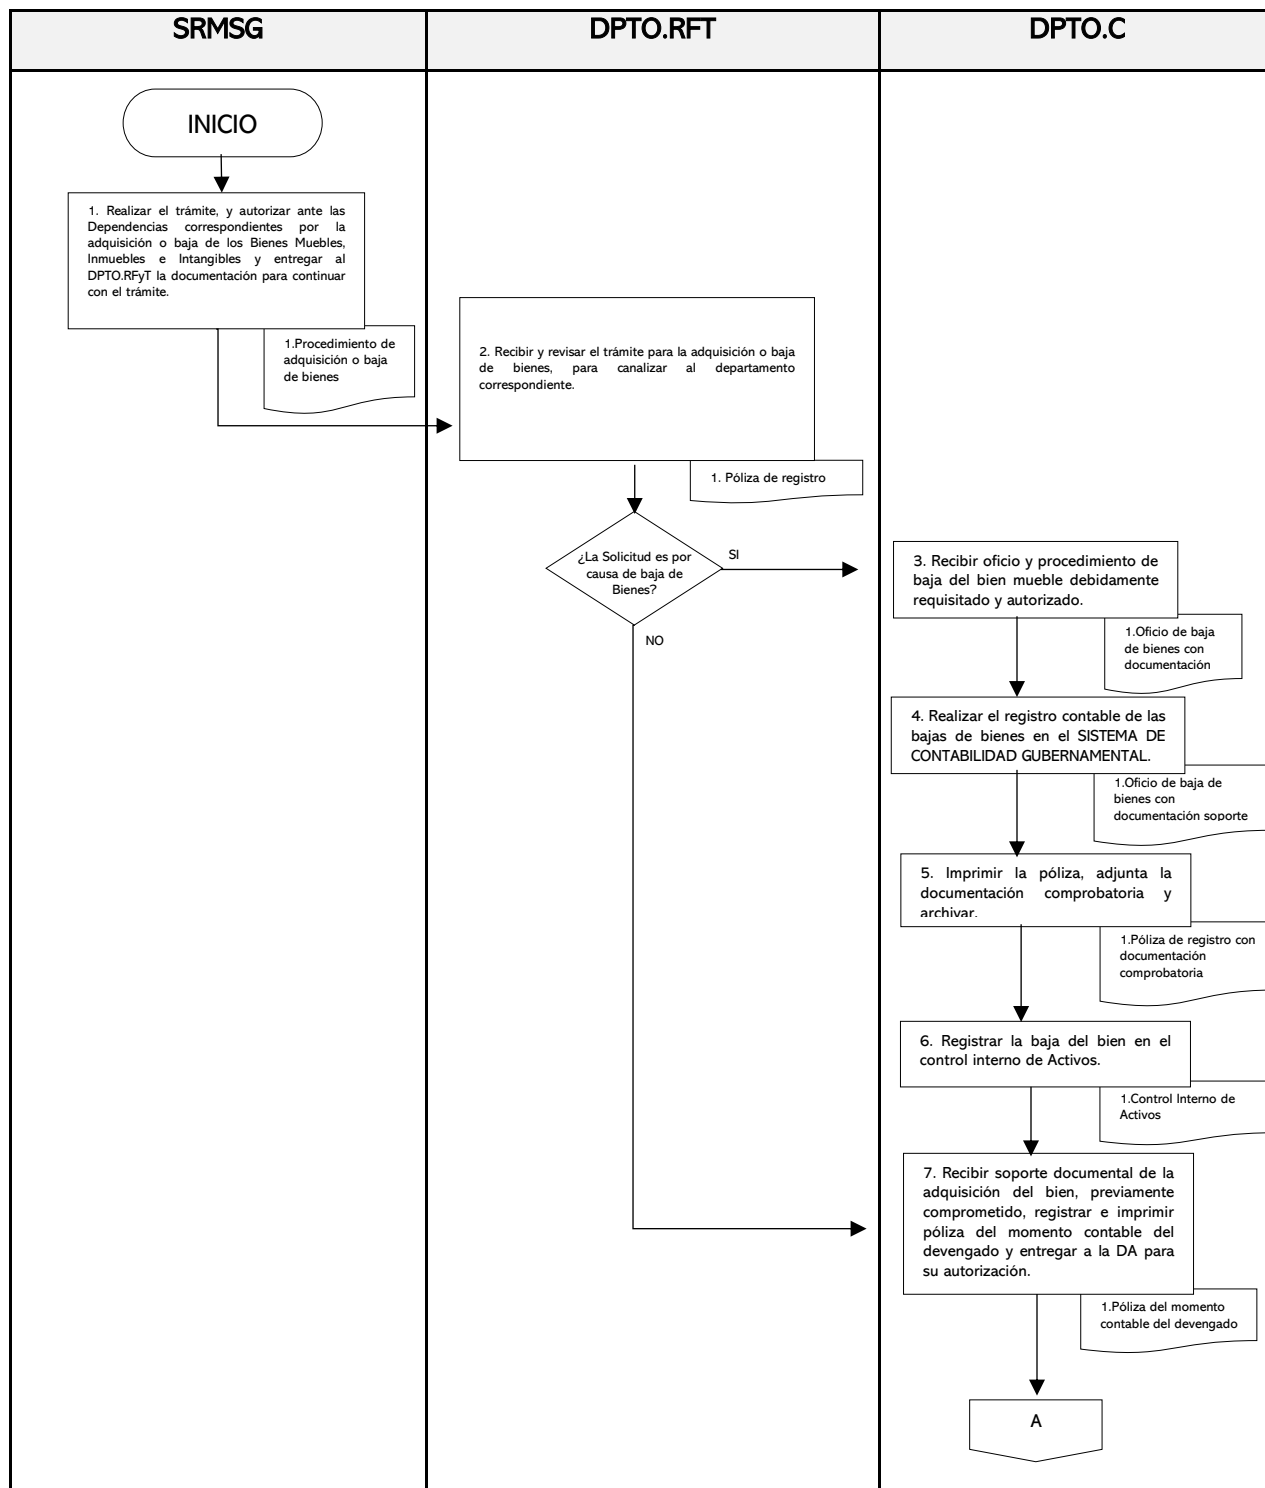 SRMSG
DPTO.RFT
DPTO.C
INICIO
1. Realizar el trámite, y autorizar ante las
Dependencias correspondientes por la
adquisición o baja de los Bienes Muebles,
Inmuebles e Intangibles y entregar al
DPTO.RFyT la documentación para continuar
con el trámite.
1.Procedimiento de
adquisición o baja
de bienes
2. Recibir y revisar el trámite para la adquisición o baja
de bienes, para canalizar al departamento
correspondiente.
1. Póliza de registro
¿La Solicitud es por
causa de baja de
Bienes?
SI
NO
3. Recibir oficio y procedimiento de
baja del bien mueble debidamente
requisitado y autorizado.
1.Oficio de baja
de bienes con
documentación
4. Realizar el registro contable de las
bajas de bienes en el SISTEMA DE
CONTABILIDAD GUBERNAMENTAL.
1.Oficio de baja de
bienes con
documentación soporte
5. Imprimir la póliza, adjunta la
documentación comprobatoria y
archivar.
1.Póliza de registro con
documentación
comprobatoria
6. Registrar la baja del bien en el
control interno de Activos.
1.Control Interno de
Activos
7. Recibir soporte documental de la
adquisición del bien, previamente
comprometido, registrar e imprimir
póliza del momento contable del
devengado y entregar a la DA para
su autorización.
1.Póliza del momento
contable del devengado
A